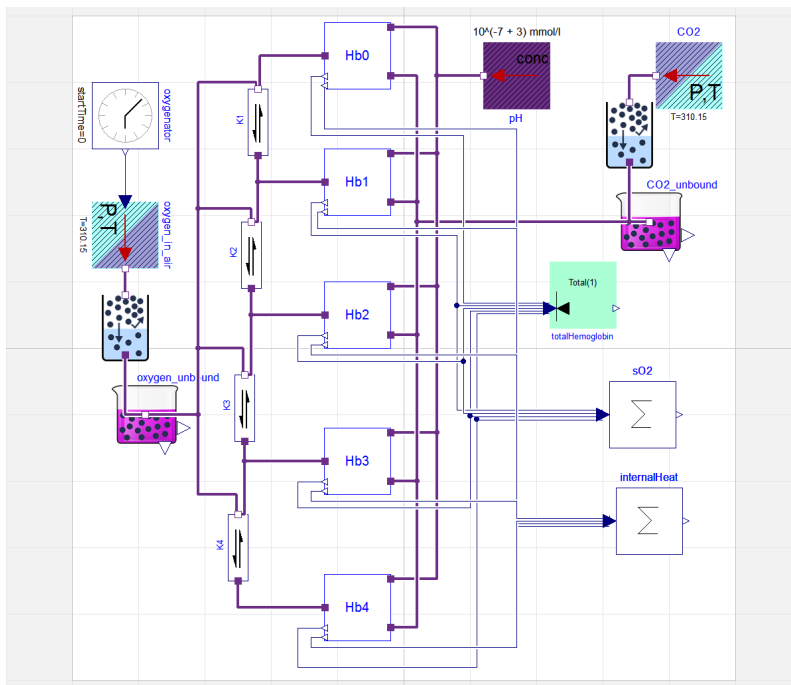 10^(-7 + 3) mmol/l
CO2
Hb0
conc
P,T
T=310.15
pH
oxygenator
startTime=0
K1
Hb1
CO2_unbound
oxygen_in_air
P,T
T=310.15
K2
Hb2
Total(1)
totalHemoglobin
oxygen_unbound
sO2
K3
∑
Hb3
internalHeat
∑
K4
Hb4